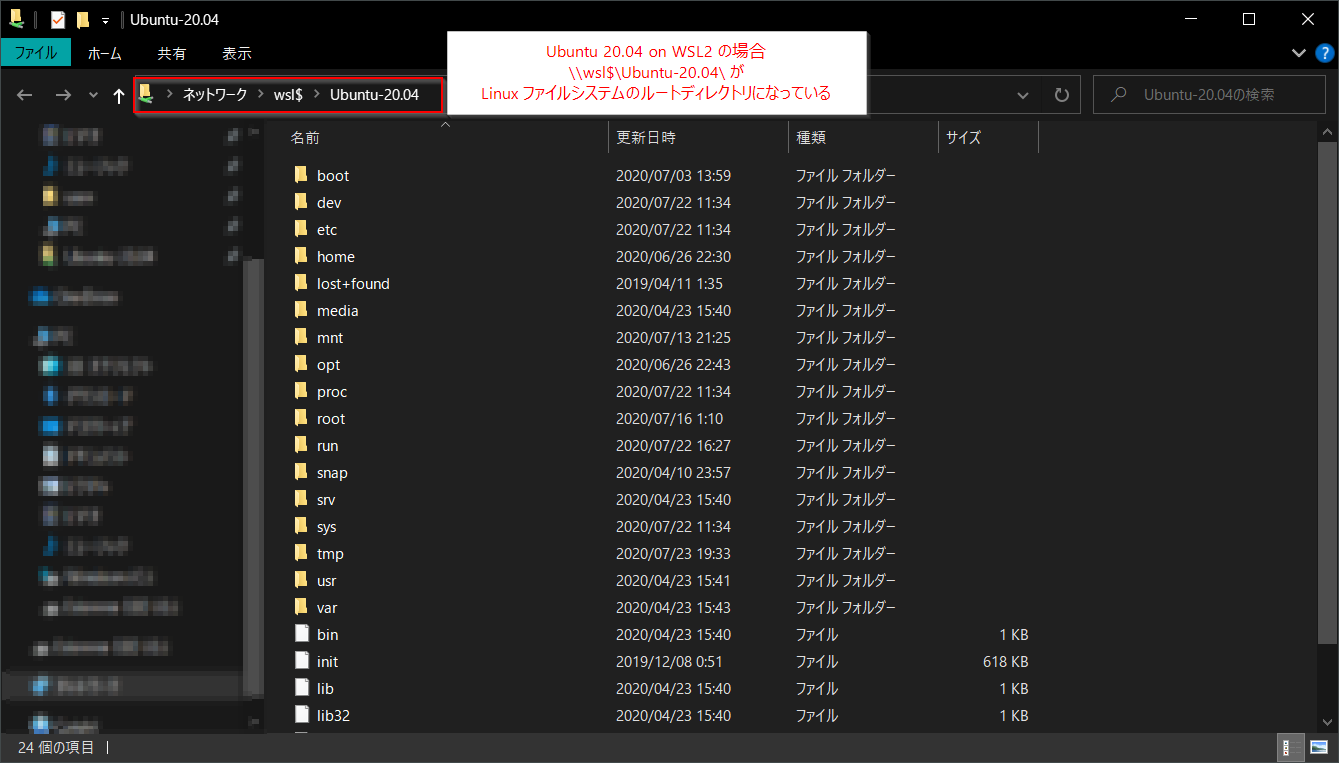 Ubuntu-20.04
ファイル ホーム 共有 表示
Ubuntu 20.04 on WSL2 の場合
\\wsl$\Ubuntu-20.04\ が
Linux ファイルシステムのルートディレクトリになっている
ネットワーク wsl$ Ubuntu-20.04
Ubuntu-20.04の検索
名前 更新日時 種類 サイズ
boot 2020/07/03 13:59 ファイル フォルダー
dev 2020/07/22 11:34 ファイル フォルダー
etc 2020/07/22 11:34 ファイル フォルダー
home 2020/06/26 22:30 ファイル フォルダー
lost+found 2019/04/11 1:35 ファイル フォルダー
media 2020/04/23 15:40 ファイル フォルダー
mnt 2020/07/13 21:25 ファイル フォルダー
opt 2020/06/26 22:43 ファイル フォルダー
proc 2020/07/22 11:34 ファイル フォルダー
root 2020/07/16 1:10 ファイル フォルダー
run 2020/07/22 16:27 ファイル フォルダー
snap 2020/04/10 23:57 ファイル フォルダー
srv 2020/04/23 15:40 ファイル フォルダー
sys 2020/07/22 11:34 ファイル フォルダー
tmp 2020/07/23 19:33 ファイル フォルダー
usr 2020/04/23 15:41 ファイル フォルダー
var 2020/04/23 15:43 ファイル フォルダー
bin 2020/04/23 15:40 ファイル 1 KB
init 2019/12/08 0:51 ファイル 618 KB
lib 2020/04/23 15:40 ファイル 1 KB
lib32 2020/04/23 15:40 ファイル 1 KB
24 個の項目